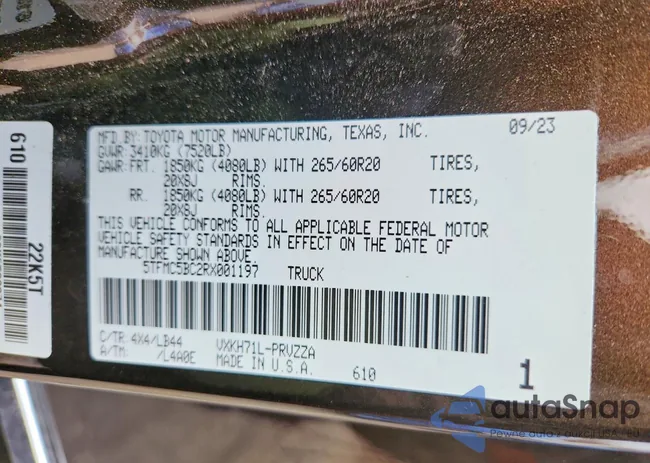 MFD BY: TOYOTA MOTOR MANUFACTURING, TEXAS, INC. 09/23
GVWR 3410KG (7520LB)
GAWR: FRT. 1850KG (4080LB) WITH 265/60R20 TIRES,
20X8J RIMS.
RR. 1850KG (4080LB) WITH 265/60R20 TIRES,
20X8J RIMS.
THIS VEHICLE CONFORMS TO ALL APPLICABLE FEDERAL MOTOR
VEHICLE SAFETY STANDARDS IN EFFECT ON THE DATE OF
MANUFACTURE SHOWN ABOVE.
5TFMC5BC2RX001197 TRUCK
C/TR: 4X4/LB44 VXKH71L-PRVZZA
A/TM: /L4A0E MADE IN U.S.A. 610 1
610
22K5T
autaSnap